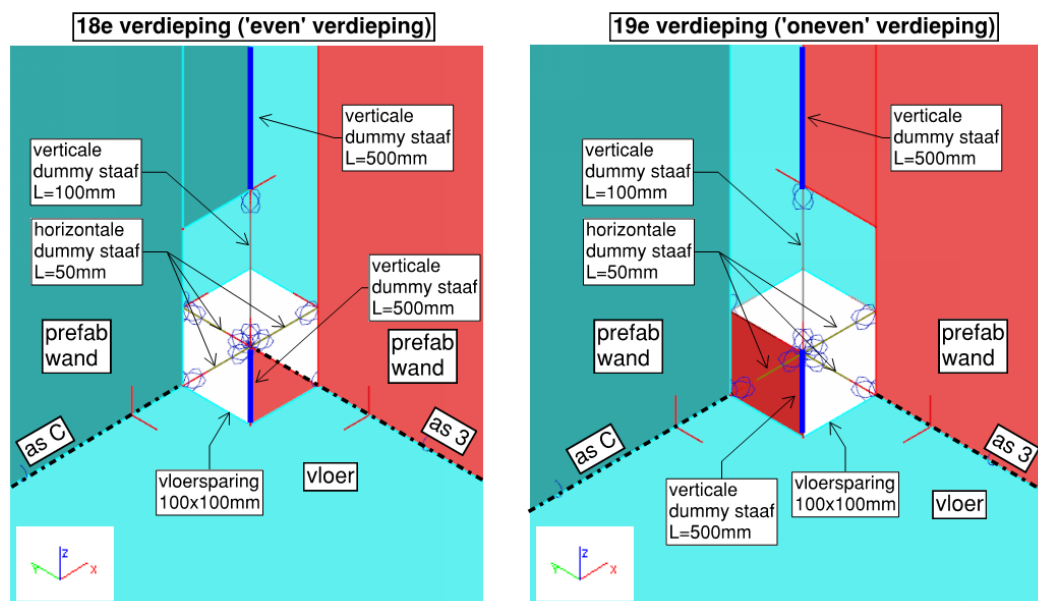 18e verdieping ('even' verdieping)
verticale
dummy staaf
L=500mm
verticale
dummy staaf
L=100mm
horizontale
dummy staaf
L=50mm
verticale
dummy staaf
L=500mm
prefab
wand
prefab
wand
as C
as 3
vloersparing
100x100mm
vloer
Z
Y
X
19e verdieping ('oneven' verdieping)
verticale
dummy staaf
L=500mm
verticale
dummy staaf
L=100mm
horizontale
dummy staaf
L=50mm
prefab
wand
prefab
wand
as C
as 3
verticale
dummy staaf
L=500mm
vloersparing
100x100mm
vloer
Z
Y
X